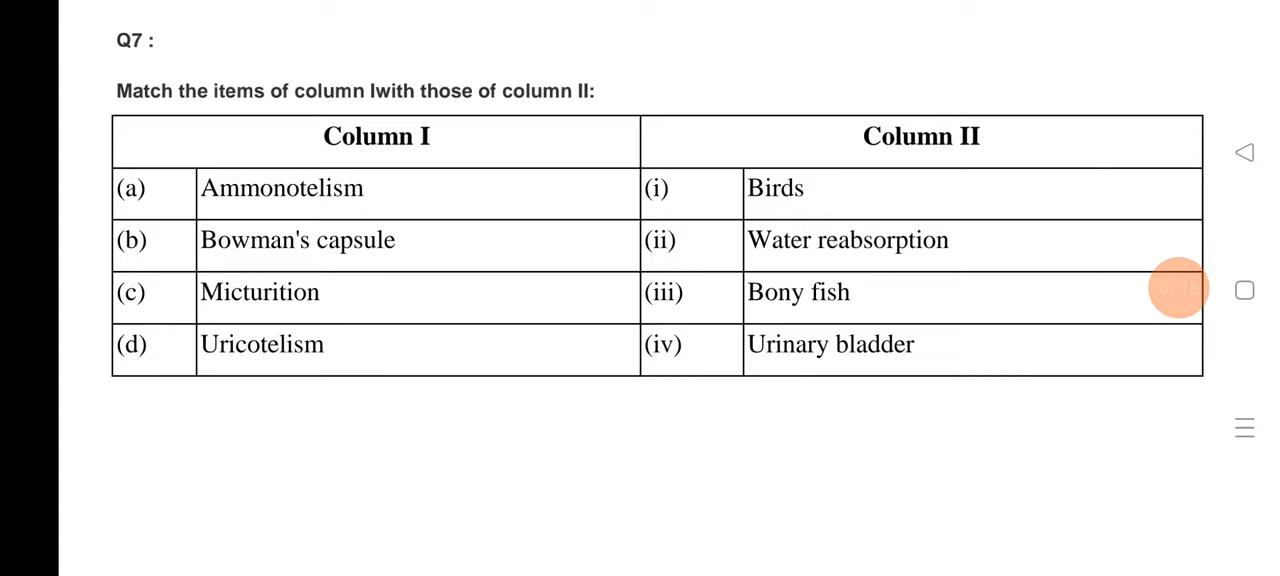 Q7 :
Match the items of column Iwith those of column II:
Column I Column II
(a) Ammonotelism (i) Birds
(b) Bowman's capsule (ii) Water reabsorption
(c) Micturition (iii) Bony fish
(d) Uricotelism (iv) Urinary bladder